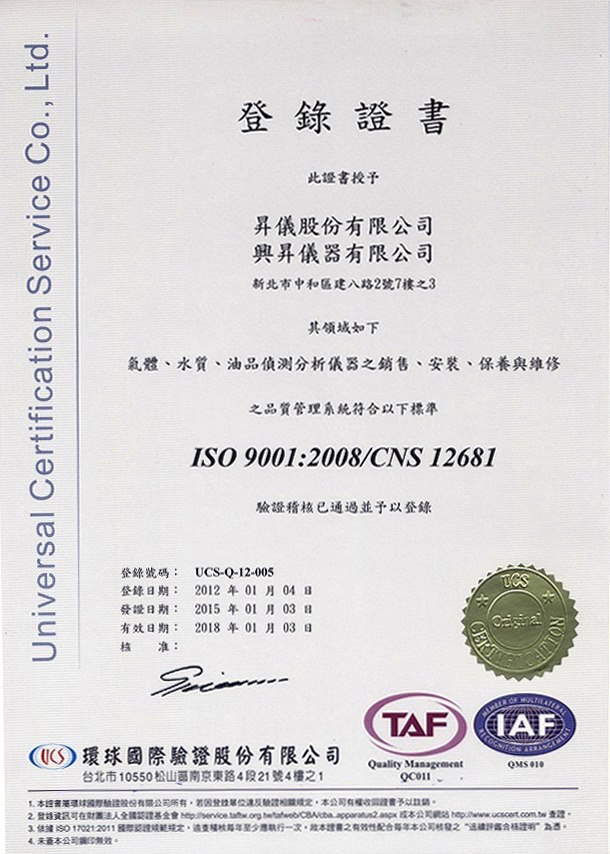 Universal Certification Service Co., Ltd.
登錄證書
此證書授予
昇儀股份有限公司
興昇儀器有限公司
新北市中和區建八路2號7樓之3
其領域如下
氣體、水質、油品偵測分析儀器之銷售、安裝、保養與維修
之品質管理系統符合以下標準
ISO 9001:2008/CNS 12681
驗證稽核已通過並予以登錄
登錄號碼： UCS-Q-12-005
登錄日期： 2012 年 01 月 04 日
發證日期： 2015 年 01 月 03 日
有效日期： 2018 年 01 月 03 日
核 准：
UCS
Original
CERTIFICATION
TAF
Quality Management
QC011
MEMBER OF MULTILATERAL
IAF
RECOGNITION ARRANGEMENT
QMS 010
UCS 環球國際驗證股份有限公司
台北市10550松山區南京東路4段21號4樓之1
1. 本證書屬環球國際驗證股份有限公司所有，若因登錄單位違反驗證相關規定，本公司有權收回證書予以註銷。
2. 登錄資訊可在財團法人全國認證基金會 http://service.taftw.org.tw/tafweb/CBA/cba_apparatus2.aspx 或本公司網站 http://www.ucscert.com.tw 查證。
3. 依據 ISO 17021:2011 國際認證規範規定，追查稽核每年至少應執行一次，故本證書之有效性配合每年本公司核發之“追續評鑑合格證明”為憑。
4. 未蓋本公司鋼印無效。